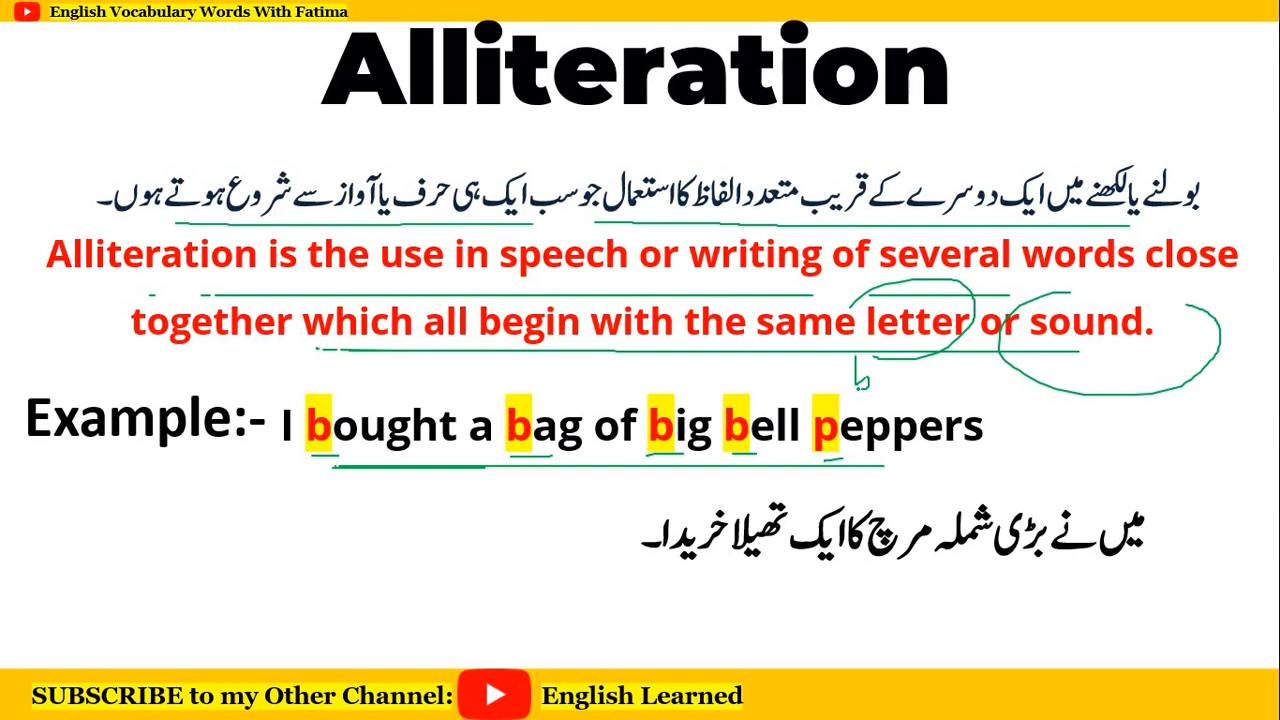 English Vocabulary Words With Fatima
Alliteration
بولنے یا لکھنے میں ایک دوسرے کے قریب متعدد الفاظ کا استعمال جو سب ایک ہی حرف یا آواز سے شروع ہوتے ہوں۔
Alliteration is the use in speech or writing of several words close
together which all begin with the same letter or sound.
b
Example:- I bought a bag of big bell peppers
میں نے بڑی شملہ مرچ کا ایک تھیلا خریدا۔
SUBSCRIBE to my Other Channel: English Learned